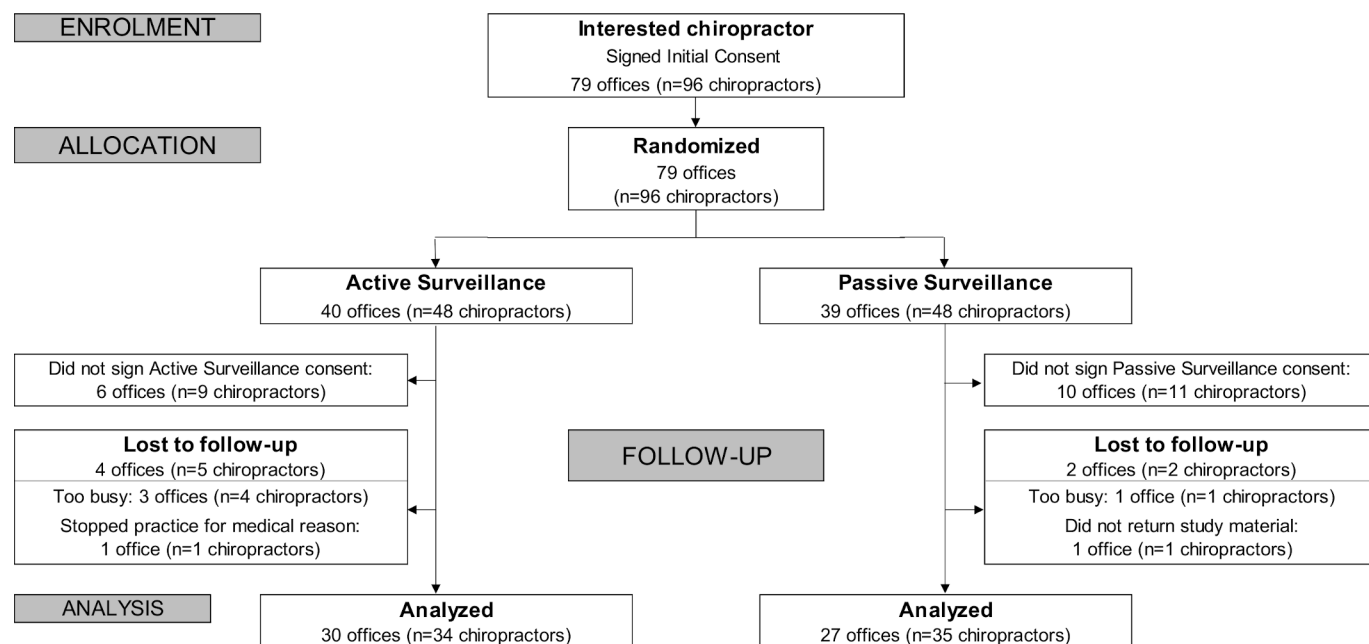 ENROLMENT
Interested chiropractor
Signed Initial Consent
79 offices (n=96 chiropractors)
ALLOCATION
Randomized
79 offices
(n=96 chiropractors)
Active Surveillance
40 offices (n=48 chiropractors)
Passive Surveillance
39 offices (n=48 chiropractors)
Did not sign Active Surveillance consent:
6 offices (n=9 chiropractors)
Did not sign Passive Surveillance consent:
10 offices (n=11 chiropractors)
Lost to follow-up
4 offices (n=5 chiropractors)
Too busy: 3 offices (n=4 chiropractors)
Stopped practice for medical reason:
1 office (n=1 chiropractors)
FOLLOW-UP
Lost to follow-up
2 offices (n=2 chiropractors)
Too busy: 1 office (n=1 chiropractors)
Did not return study material:
1 office (n=1 chiropractors)
ANALYSIS
Analyzed
30 offices (n=34 chiropractors)
Analyzed
27 offices (n=35 chiropractors)